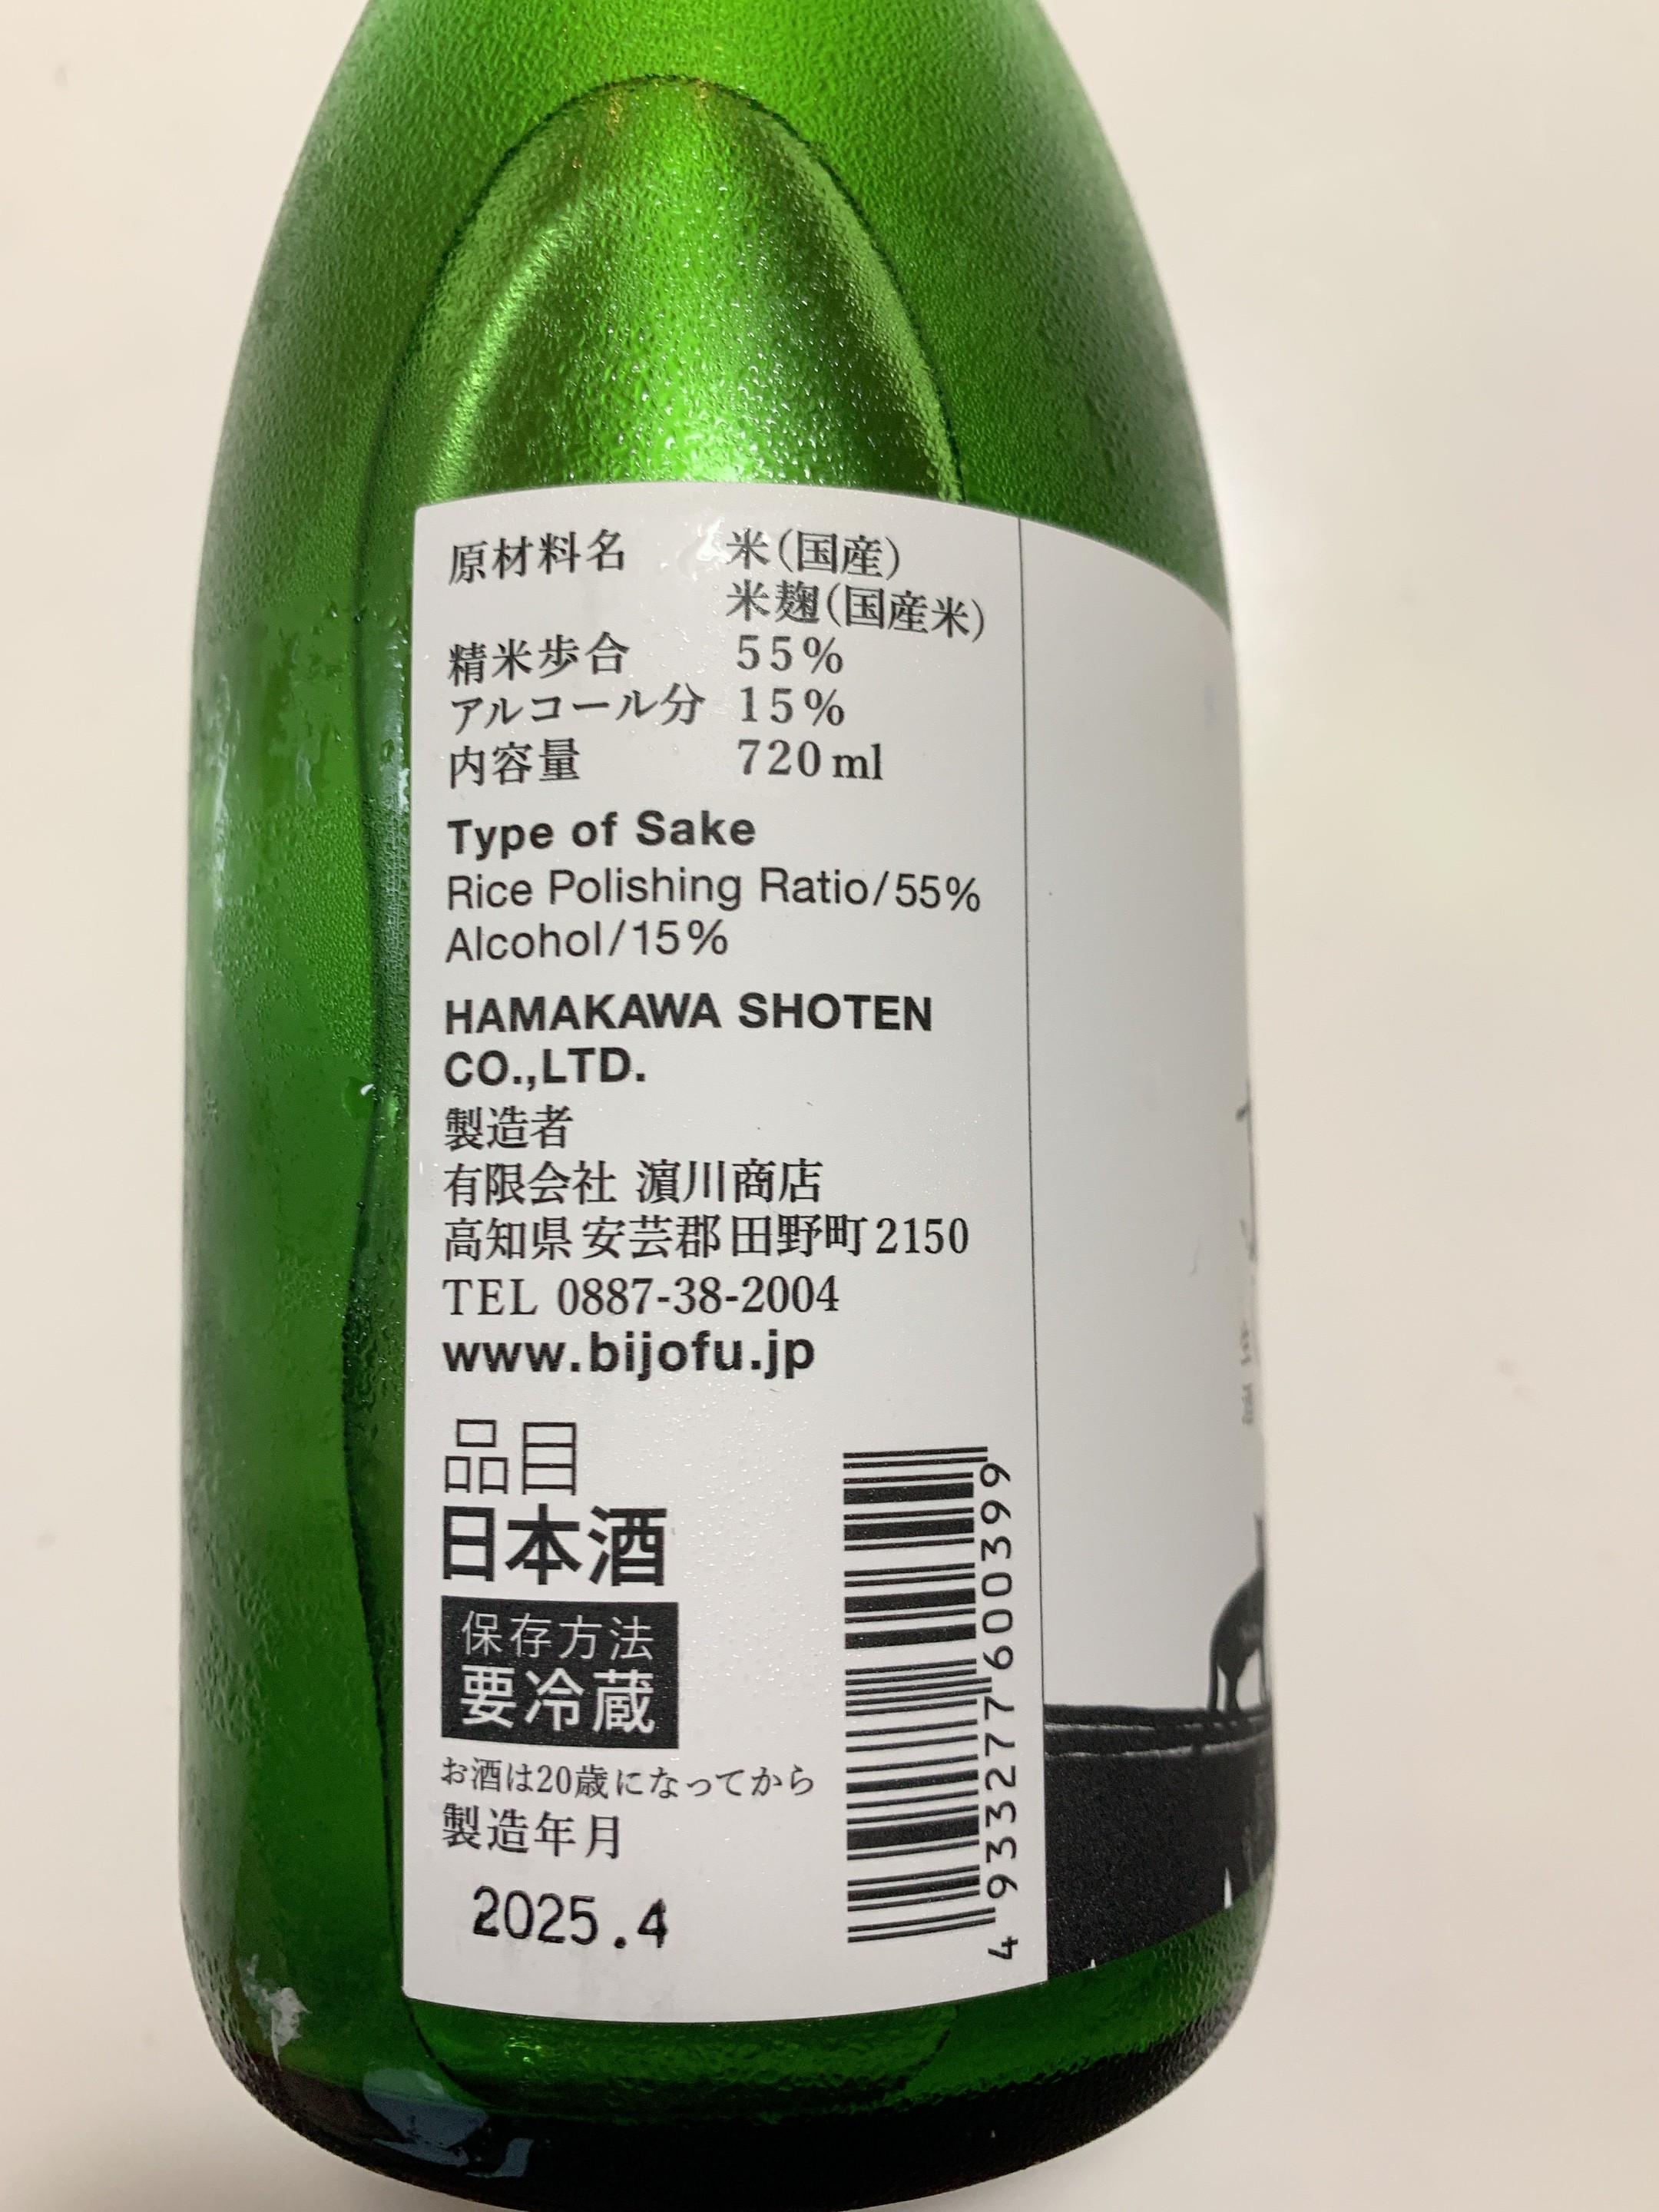 原材料名 米(国産)
米麹(国産米)
精米歩合 55%
アルコール分 15%
内容量 720ml
Type of Sake
Rice Polishing Ratio/55%
Alcohol/15%
HAMAKAWA SHOTEN
CO.,LTD.
製造者
有限会社 濵川商店
高知県安芸郡田野町2150
TEL 0887-38-2004
www.bijofu.jp
品目
日本酒
保存方法
要冷蔵
お酒は20歳になってから
製造年月
2025.4
4933277600399